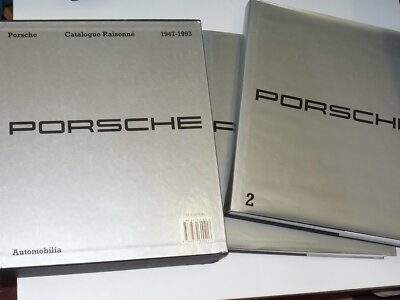 Porsche Catalogue Raisonné 1947-1993
PORSCHE
Automobilia
PORSCHE
2